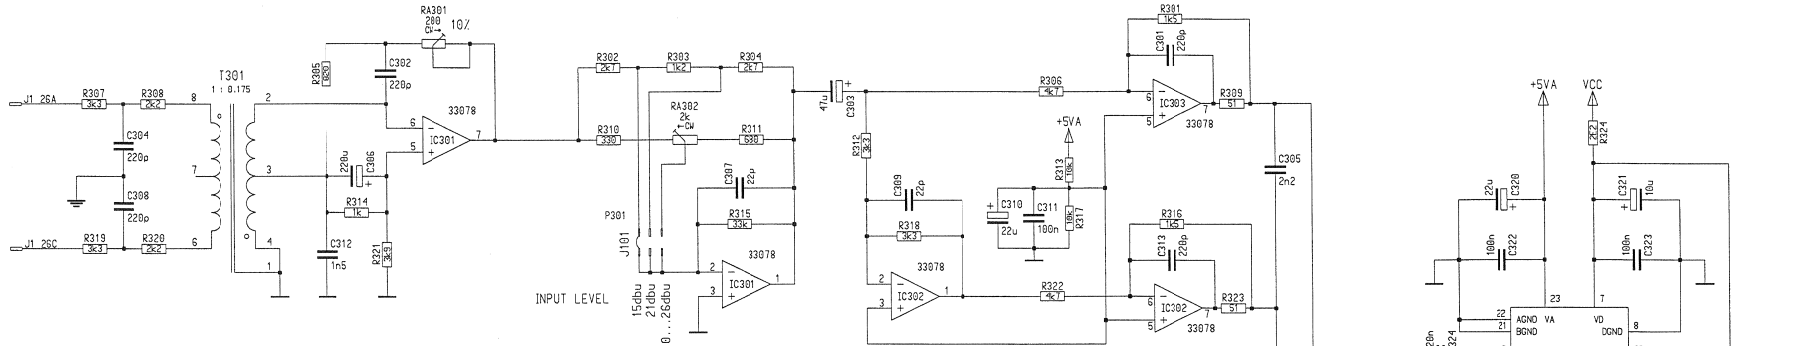 RA301
200
CW→
10%
R305
820
C302
220p
T301
1 : 0.175
J1 26A
R307
3k3
R308
2k2
8
2
C304
220p
7
3
C308
220p
J1 26C
R319
3k3
R320
2k2
6
4
1
220u
C306
+
R314
1k
C312
1n5
R321
3k9
33078
6
5
−
+
IC301
7
R302
2k7
R303
1k2
R304
2k7
RA302
2k
←CW
R310
330
R311
680
C307
22p
R315
33k
P301
J101
33078
2
3
−
+
IC301
1
INPUT LEVEL
15dbu
21dbu
0...26dbu
47u
C303
+
R312
3k3
C309
22p
R318
3k3
33078
2
3
−
+
IC302
1
+5VA
R313
10k
R317
10k
C310
22u
+
C311
100n
R306
4k7
R322
4k7
R301
1k5
C301
220p
6
5
−
+
IC303
33078
7
R309
51
C305
2n2
R316
1k5
C313
220p
6
5
−
+
IC302
33078
7
R323
51
+5VA
VCC
R324
2k2
22u
C320
+
C321
10u
+
100n
C322
100n
C323
23
7
22
AGND
VA
VD
21
BGND
DGND
8